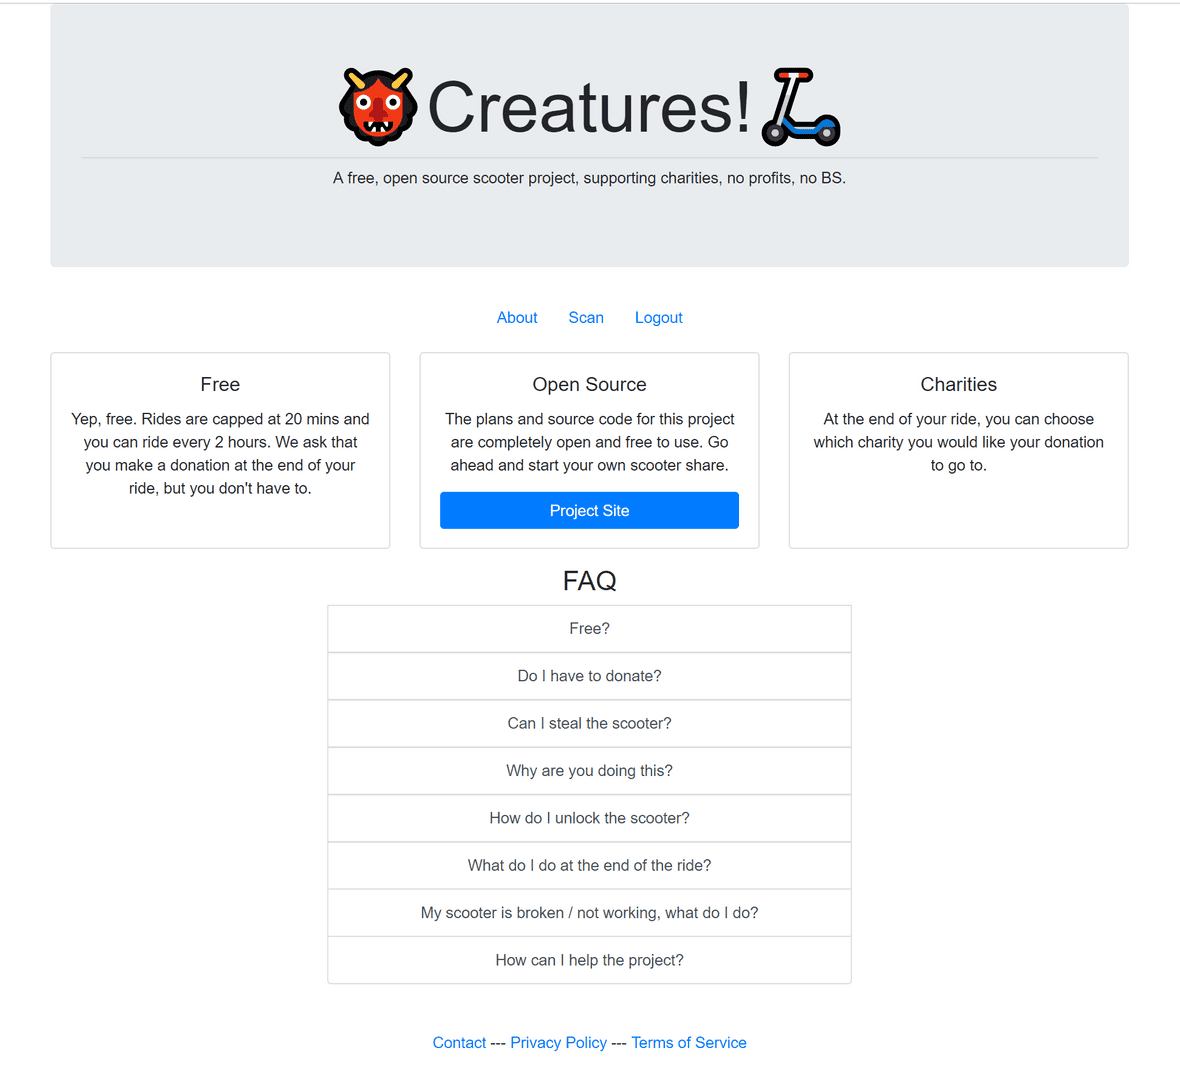 Creatures!
A free, open source scooter project, supporting charities, no profits, no BS.
About Scan Logout
Free
Yep, free. Rides are capped at 20 mins and
you can ride every 2 hours. We ask that
you make a donation at the end of your
ride, but you don't have to.
Open Source
The plans and source code for this project
are completely open and free to use. Go
ahead and start your own scooter share.
Project Site
Charities
At the end of your ride, you can choose
which charity you would like your donation
to go to.
FAQ
Free?
Do I have to donate?
Can I steal the scooter?
Why are you doing this?
How do I unlock the scooter?
What do I do at the end of the ride?
My scooter is broken / not working, what do I do?
How can I help the project?
Contact --- Privacy Policy --- Terms of Service